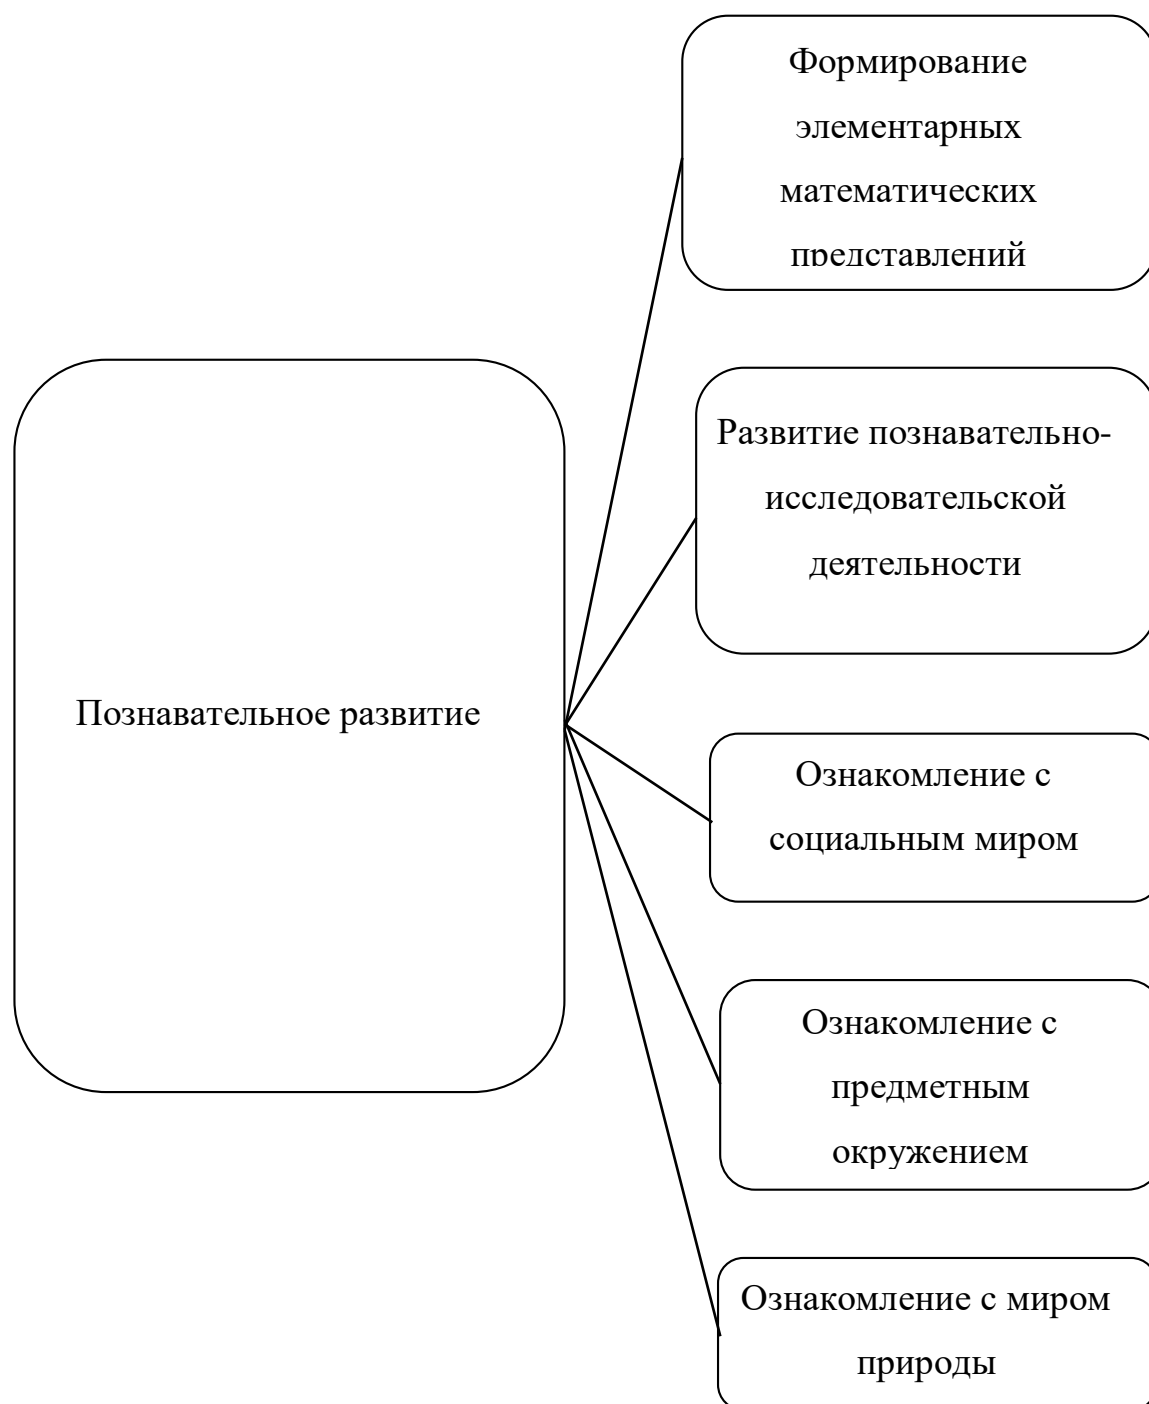 Формирование
элементарных
математических
представлений
Развитие познавательно-
исследовательской
деятельности
Познавательное развитие
Ознакомление с
социальным миром
Ознакомление с
предметным
окружением
Ознакомление с миром
природы